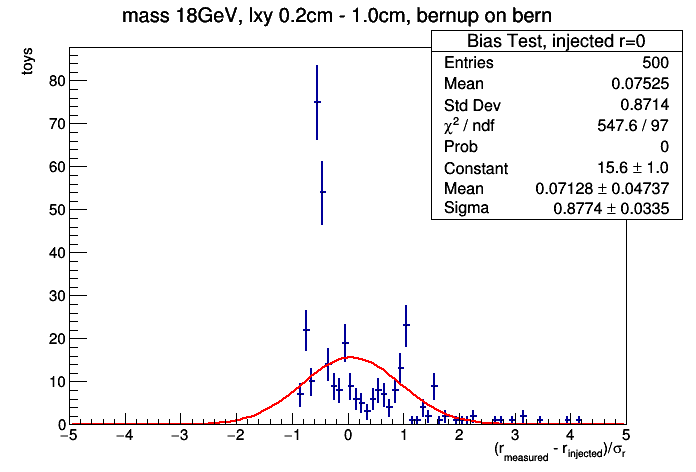 mass 18GeV, lxy 0.2cm - 1.0cm, bernup on bern
Bias Test, injected r=0
Entries 500
Mean 0.07525
Std Dev 0.8714
χ² / ndf 547.6 / 97
Prob 0
Constant 15.6 ± 1.0
Mean 0.07128 ± 0.04737
Sigma 0.8774 ± 0.0335
toys
80
70
60
50
40
30
20
10
0
−5 −4 −3 −2 −1 0 1 2 3 4 5
(r_measured - r_injected)/σ_r